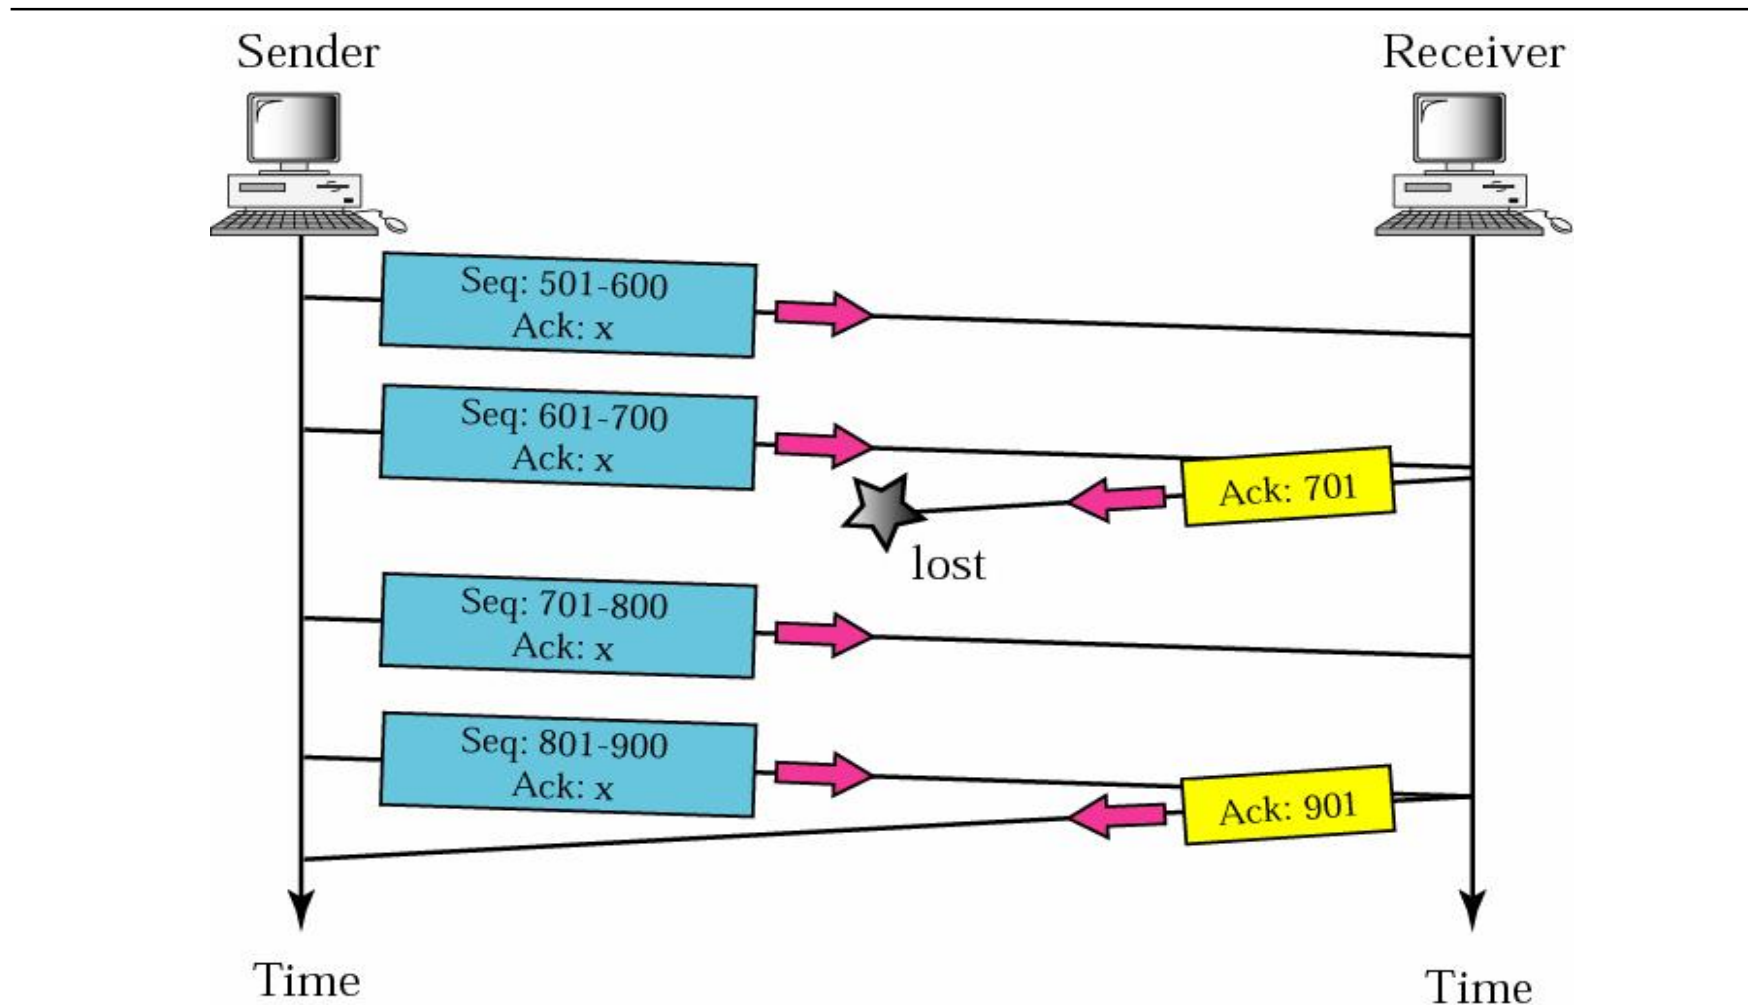 Sender
Receiver
Seq: 501-600
Ack: x
Seq: 601-700
Ack: x
Ack: 701
lost
Seq: 701-800
Ack: x
Seq: 801-900
Ack: x
Ack: 901
Time
Time